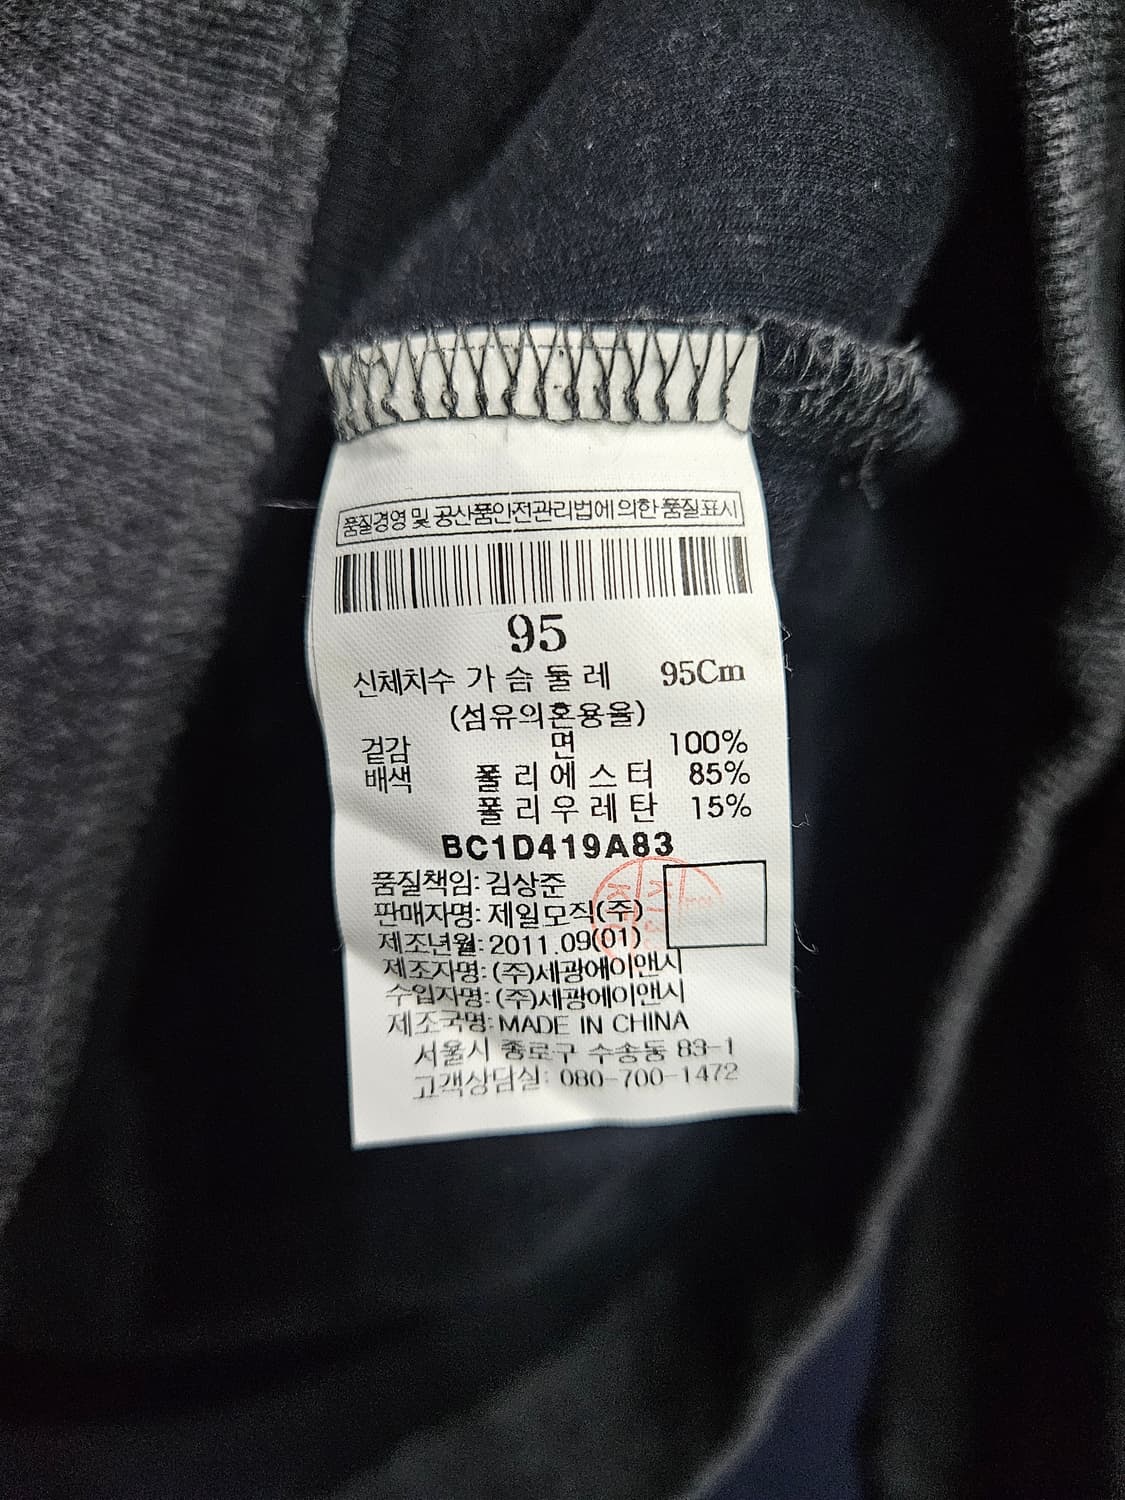 품질경영 및 공산품안전관리법에 의한 품질표시
95
신체치수 가 슴 둘 레 95Cm
(섬유의혼용율)
겉감 면 100%
배색 폴 리 에 스 터 85%
폴 리 우 레 탄 15%
BC1D419A83
품질책임: 김상준
판매자명: 제일모직(주)
제조년월: 2011.09(01)
제조자명: (주)세광에이앤시
수입자명: (주)세광에이앤시
제조국명: MADE IN CHINA
서울시 종로구 수송동 83-1
고객상담실: 080-700-1472